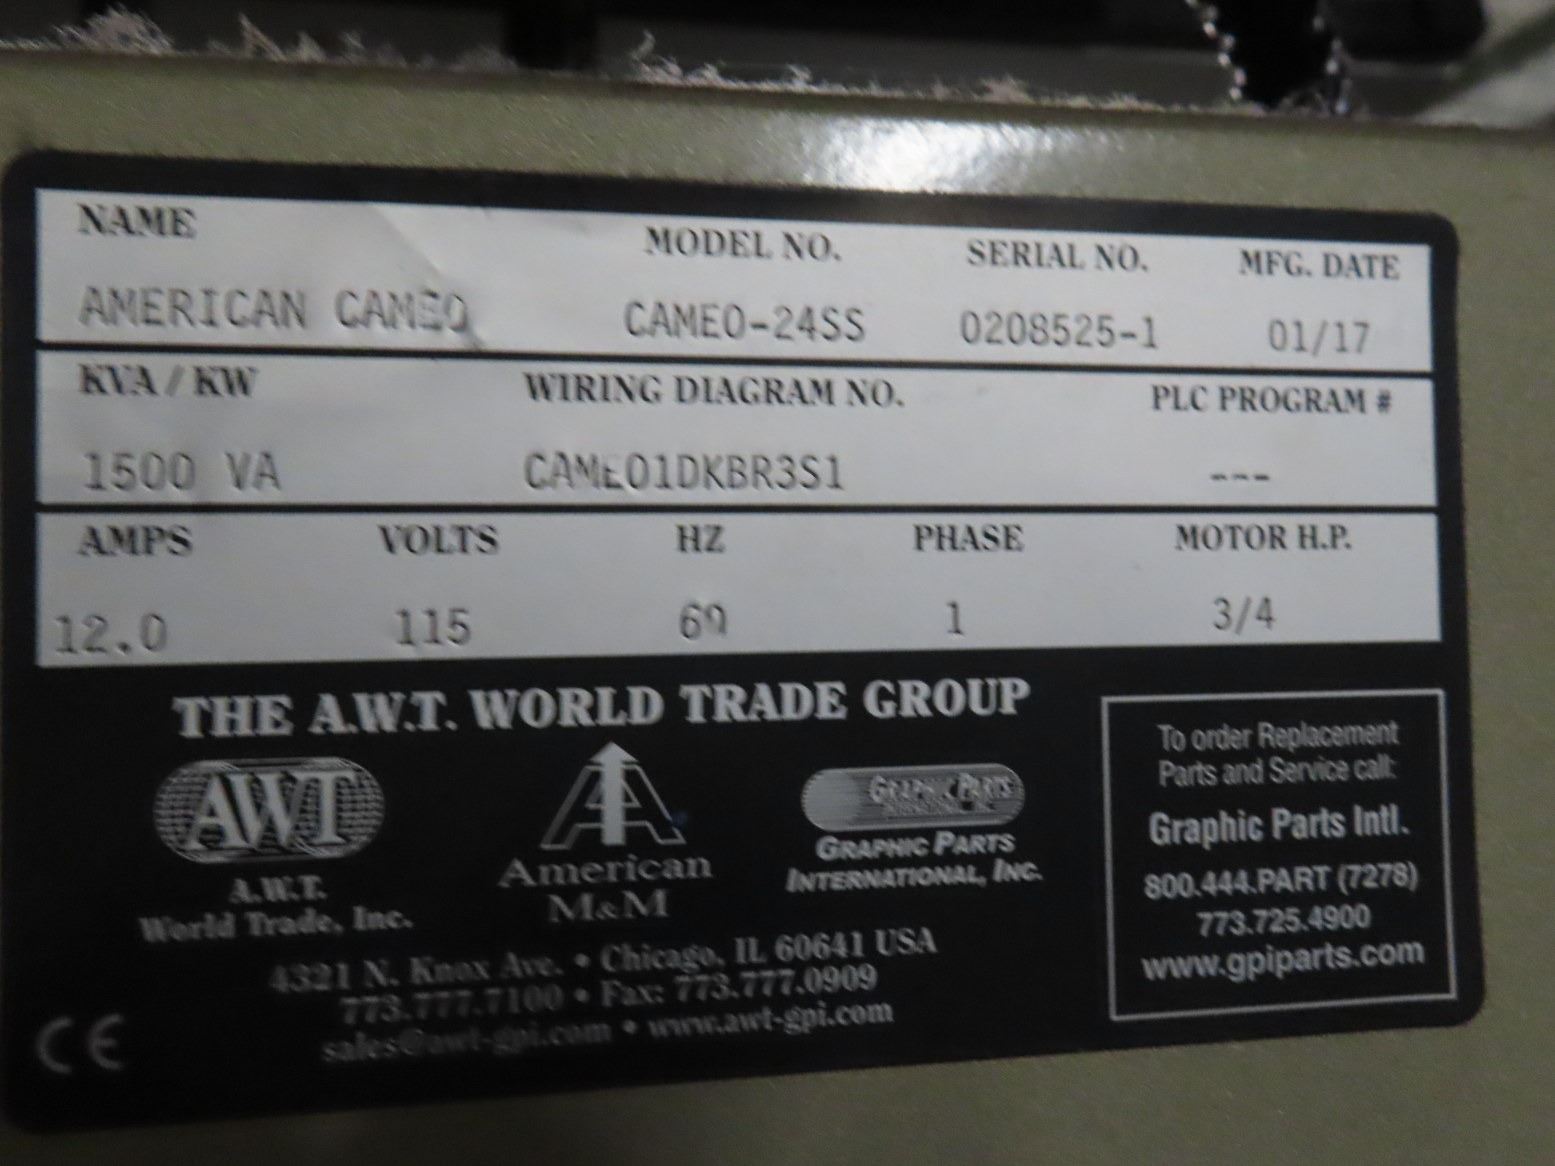 NAME MODEL NO. SERIAL NO. MFG. DATE
AMERICAN CAMEO CAMEO-24SS 0208525-1 01/17
KVA / KW WIRING DIAGRAM NO. PLC PROGRAM #
1500 VA CAMEO1DKBR3S1 ---
AMPS VOLTS HZ PHASE MOTOR H.P.
12.0 115 60 1 3/4
THE A.W.T. WORLD TRADE GROUP
AWT
A.W.T.
World Trade, Inc.
AA
American
M&M
GRAPHIC PARTS
GRAPHIC PARTS
INTERNATIONAL, INC.
4321 N. Knox Ave. • Chicago, IL 60641 USA
773.777.7100 • Fax: 773.777.0909
sales@awt-gpi.com • www.awt-gpi.com
CE
To order Replacement
Parts and Service call:
Graphic Parts Intl.
800.444.PART (7278)
773.725.4900
www.gpiparts.com